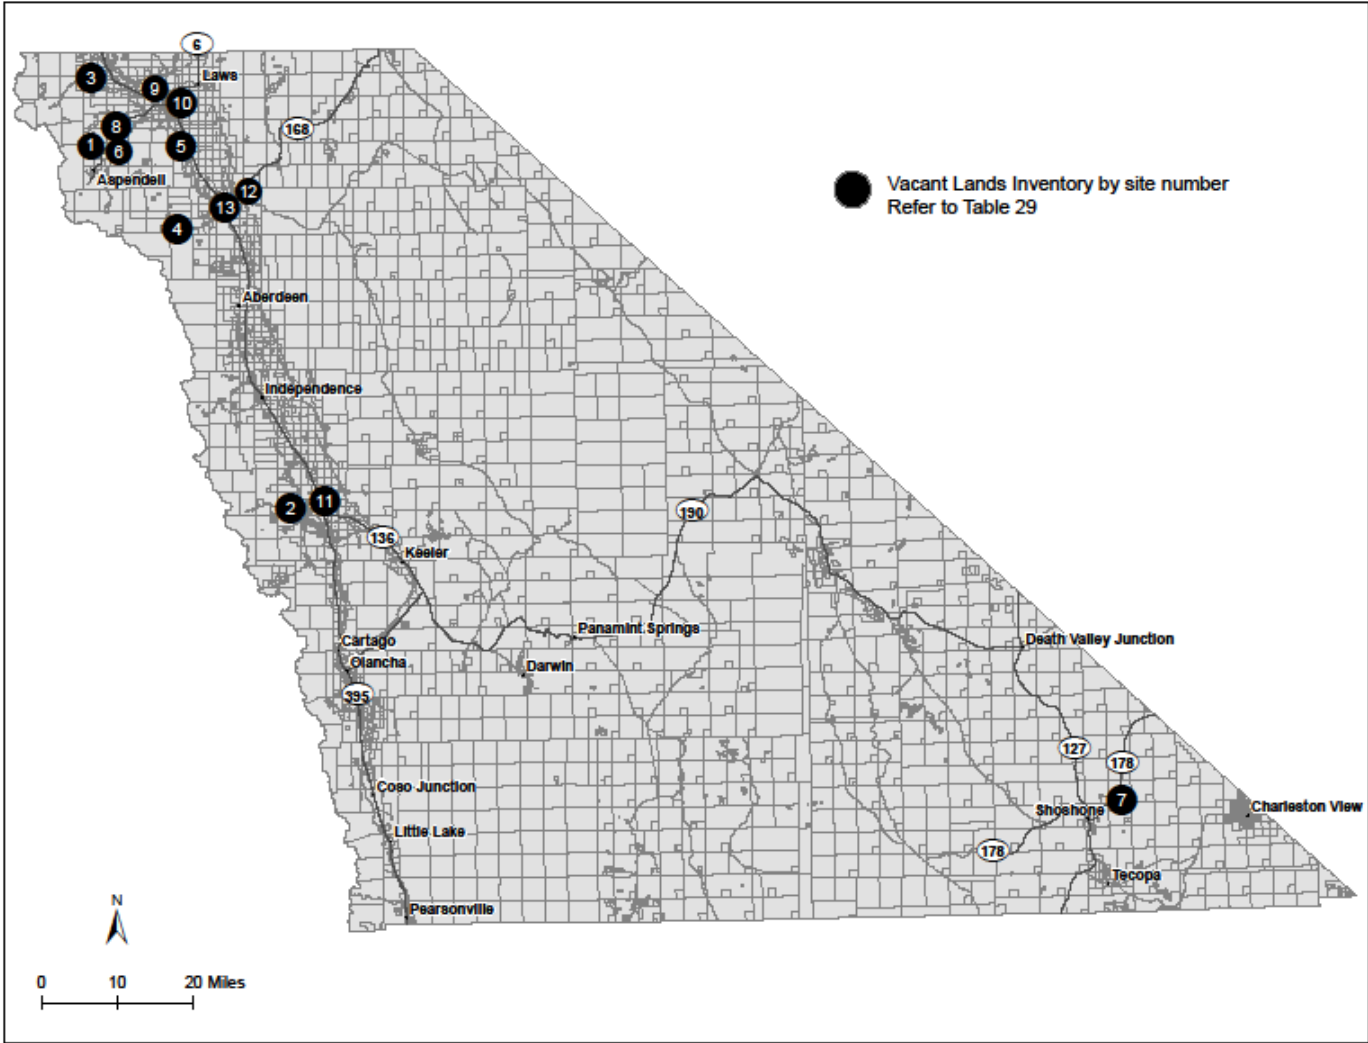 6
Laws
3
9
10
8
168
1
6
5
Aspendell
12
13
4
Vacant Lands Inventory by site number
Refer to Table 29
Aberdeen
Independence
2
11
190
136
Keeler
Cartago
Olancha
Panamint Springs
Darwin
Death Valley Junction
395
127
178
Coso Junction
7
Shoshone
Charleston View
Little Lake
178
Tecopa
Pearsonville
N
0 10 20 Miles